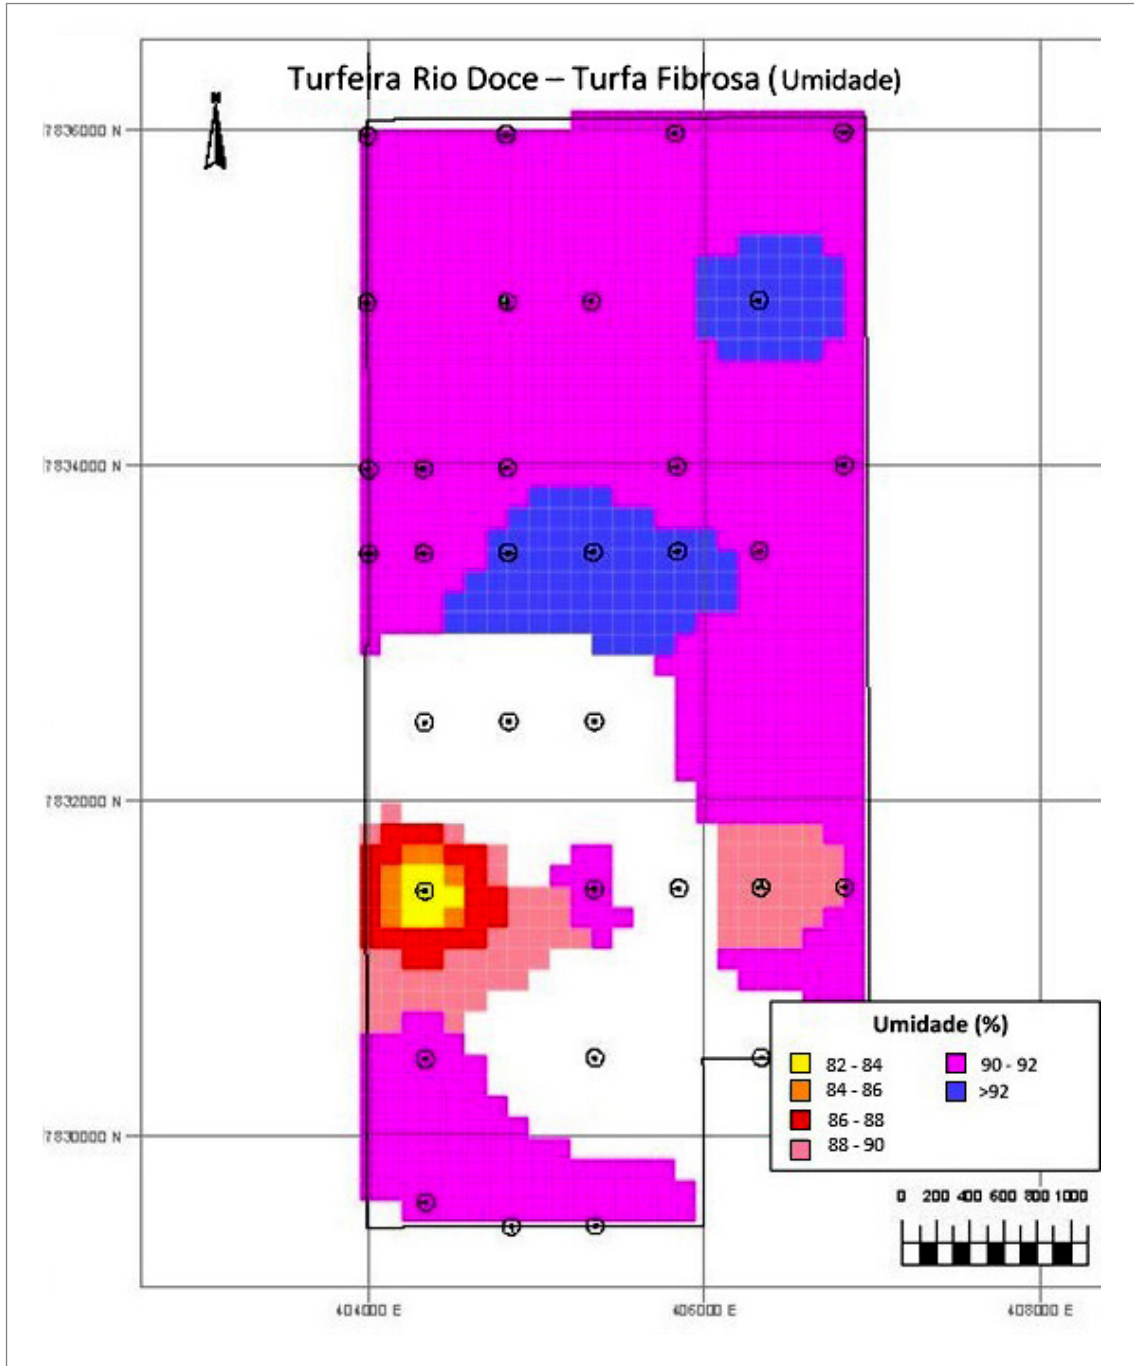 Turfeira Rio Doce – Turfa Fibrosa (Umidade)
N
7836000 N
7834000 N
7832000 N
7830000 N
Umidade (%)
82 - 84
84 - 86
86 - 88
88 - 90
90 - 92
>92
0 200 400 600 800 1000
404000 E
406000 E
408000 E